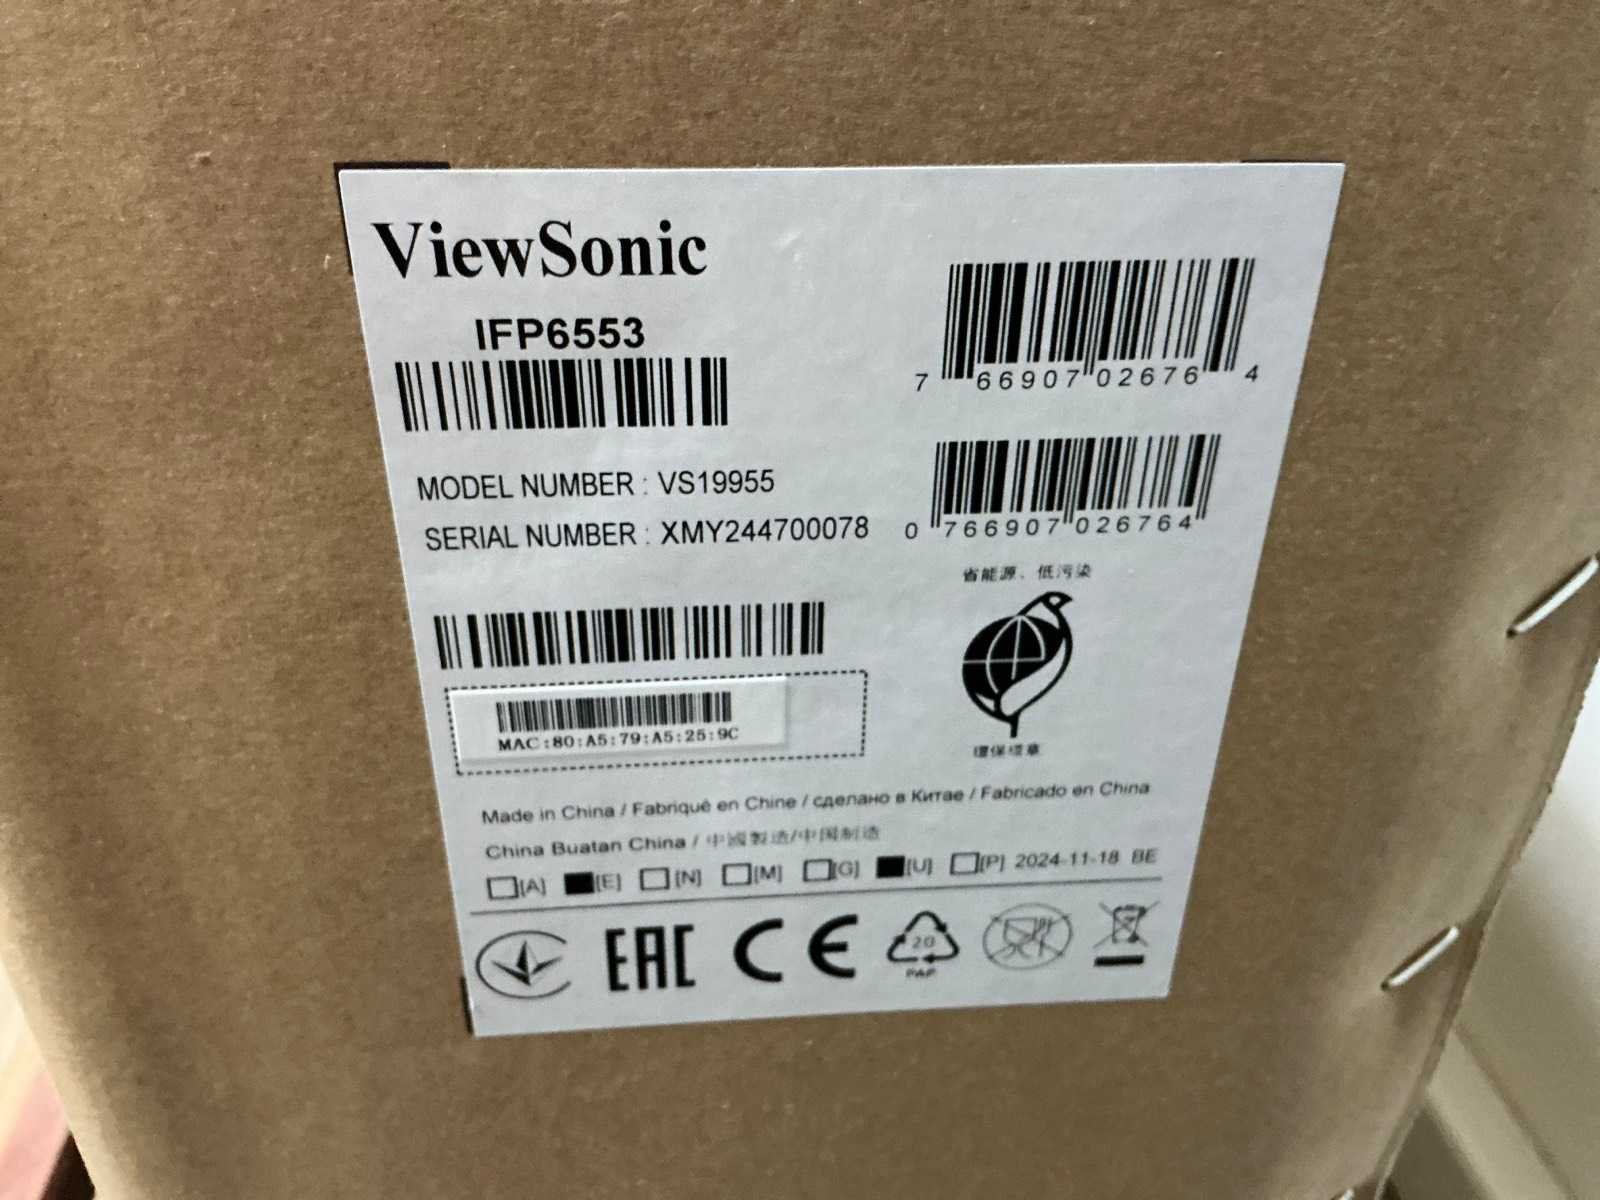 ViewSonic
IFP6553
7 66907 02676 4
MODEL NUMBER : VS19955
SERIAL NUMBER : XMY244700078
0 766907 026764
省能源、低污染
環保標章
MAC:80:A5:79:A5:25:9C
Made in China / Fabriqué en Chine / сделано в Китае / Fabricado en China
China Buatan China / 中國製造/中国制造
[A] [E] [N] [M] [G] [U] [P] 2024-11-18 BE
EAC CE 20
PAP